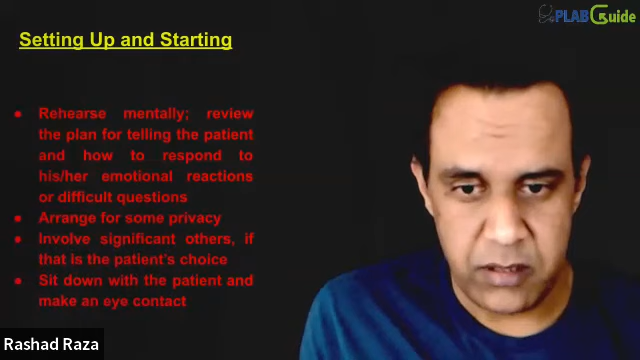 PLABGuide
Setting Up and Starting
● Rehearse mentally; review
the plan for telling the patient
and how to respond to
his/her emotional reactions
or difficult questions
● Arrange for some privacy
● Involve significant others, if
that is the patient's choice
● Sit down with the patient and
make an eye contact
Rashad Raza